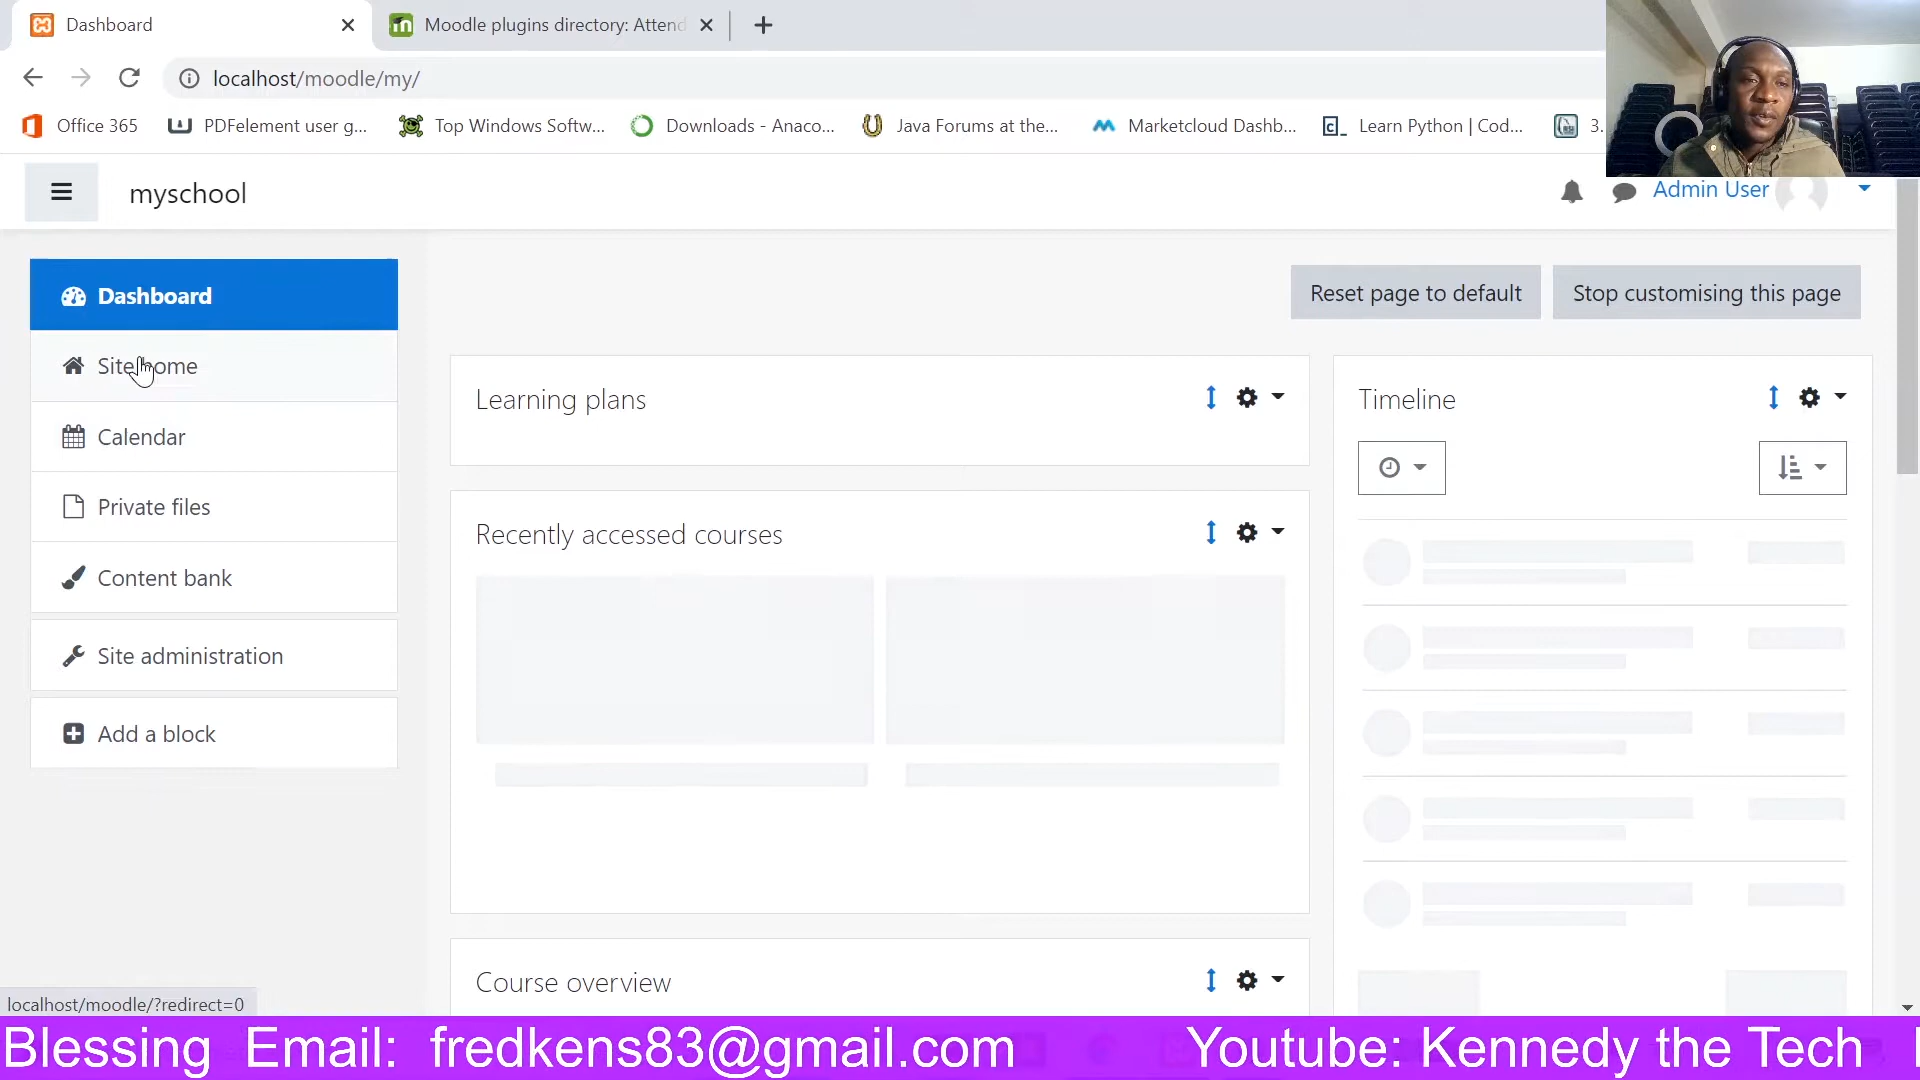 Dashboard
Moodle plugins directory: Attend
localhost/moodle/my/
Office 365
PDFelement user g...
Top Windows Softw...
Downloads - Anaco...
Java Forums at the...
Marketcloud Dashb...
Learn Python | Cod...
3.
myschool
Admin User
Dashboard
Site home
Calendar
Private files
Content bank
Site administration
Add a block
Reset page to default
Stop customising this page
Learning plans
Timeline
Recently accessed courses
Course overview
localhost/moodle/?redirect=0
Blessing Email: fredkens83@gmail.com Youtube: Kennedy the Tech